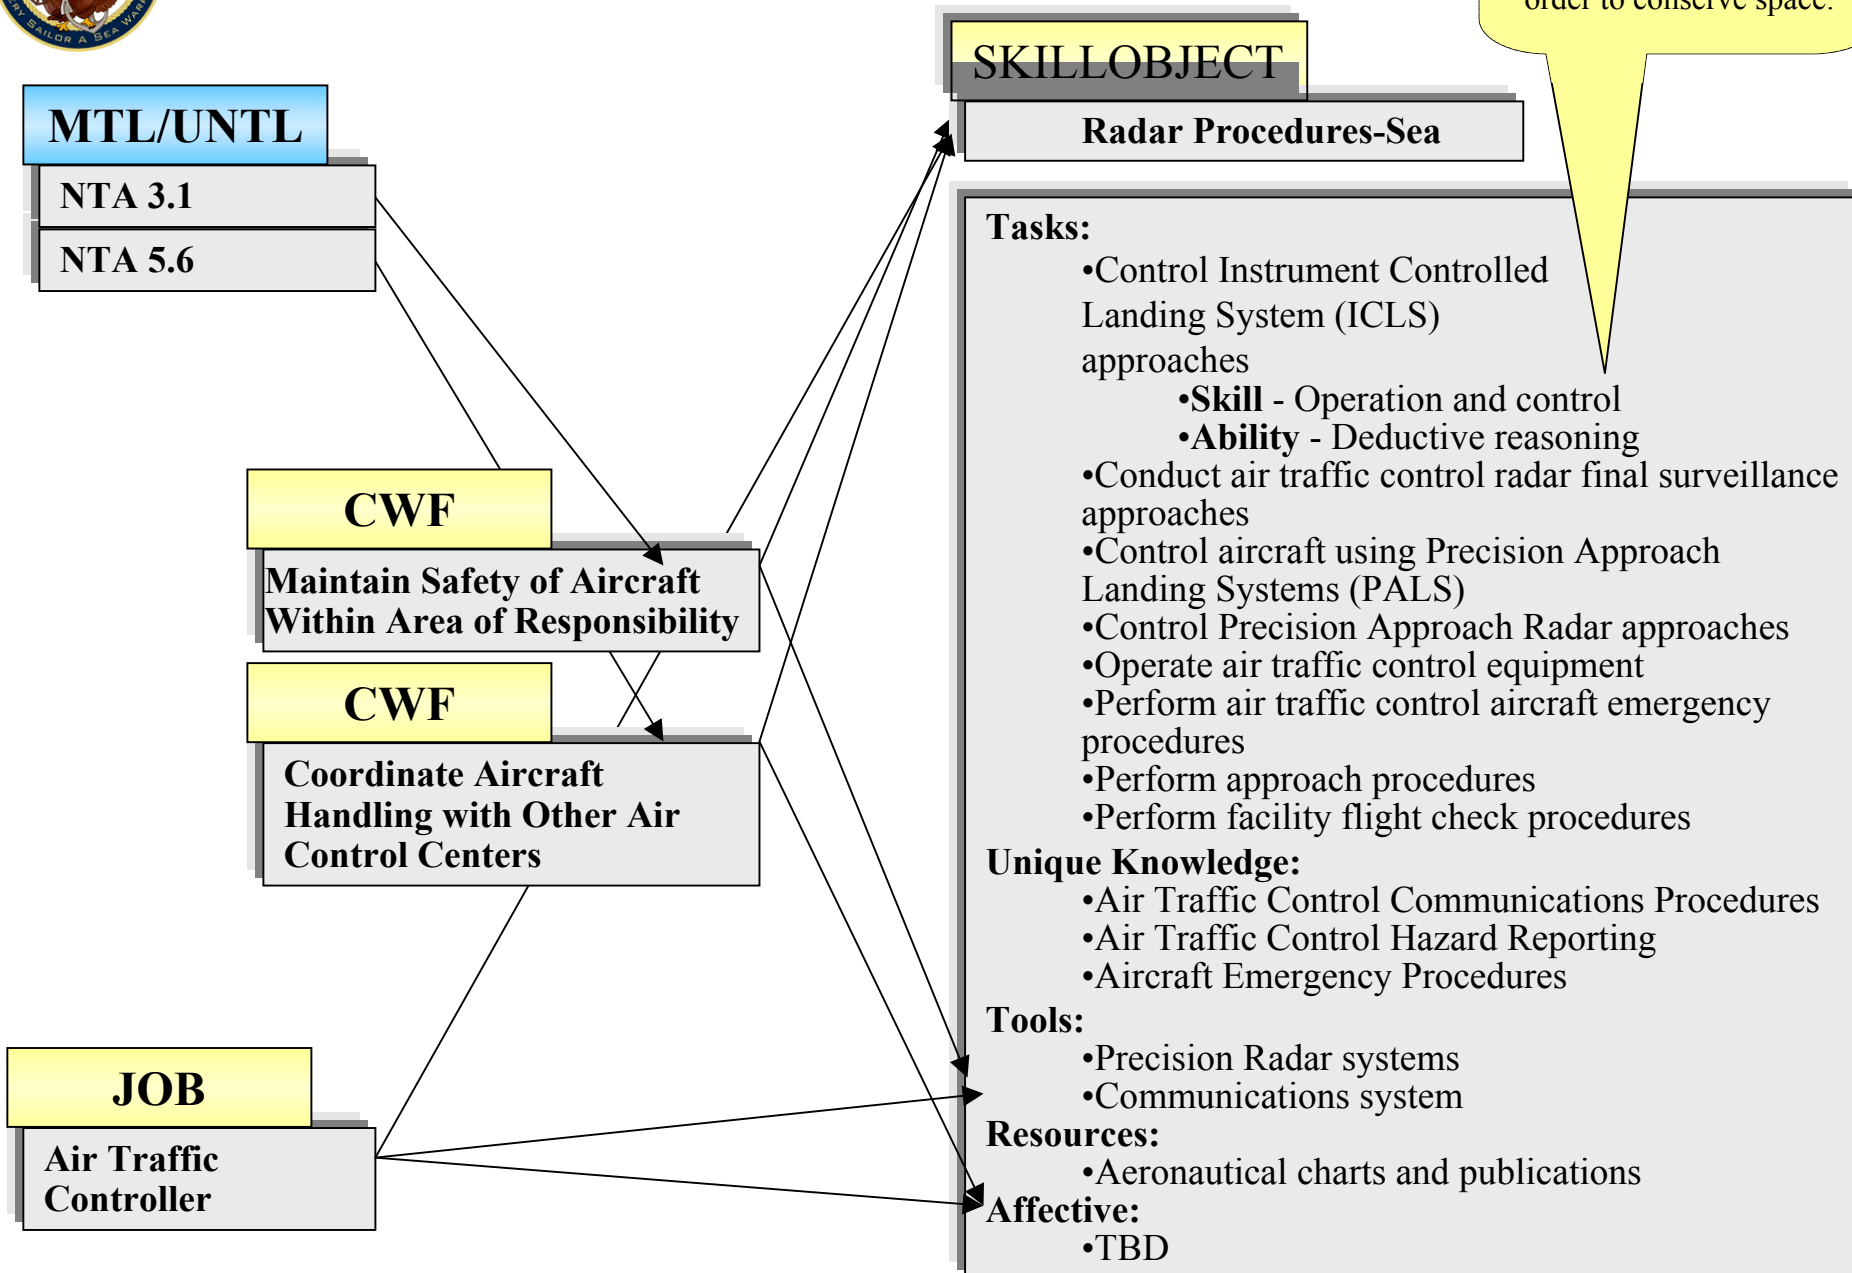 SAILOR A SEA
order to conserve space.
SKILLOBJECT
Radar Procedures-Sea
MTL/UNTL
NTA 3.1
NTA 5.6
CWF
Maintain Safety of Aircraft
Within Area of Responsibility
CWF
Coordinate Aircraft
Handling with Other Air
Control Centers
JOB
Air Traffic
Controller
Tasks:
•Control Instrument Controlled
Landing System (ICLS)
approaches
•Skill - Operation and control
•Ability - Deductive reasoning
•Conduct air traffic control radar final surveillance
approaches
•Control aircraft using Precision Approach
Landing Systems (PALS)
•Control Precision Approach Radar approaches
•Operate air traffic control equipment
•Perform air traffic control aircraft emergency
procedures
•Perform approach procedures
•Perform facility flight check procedures
Unique Knowledge:
•Air Traffic Control Communications Procedures
•Air Traffic Control Hazard Reporting
•Aircraft Emergency Procedures
Tools:
•Precision Radar systems
•Communications system
Resources:
•Aeronautical charts and publications
Affective:
•TBD